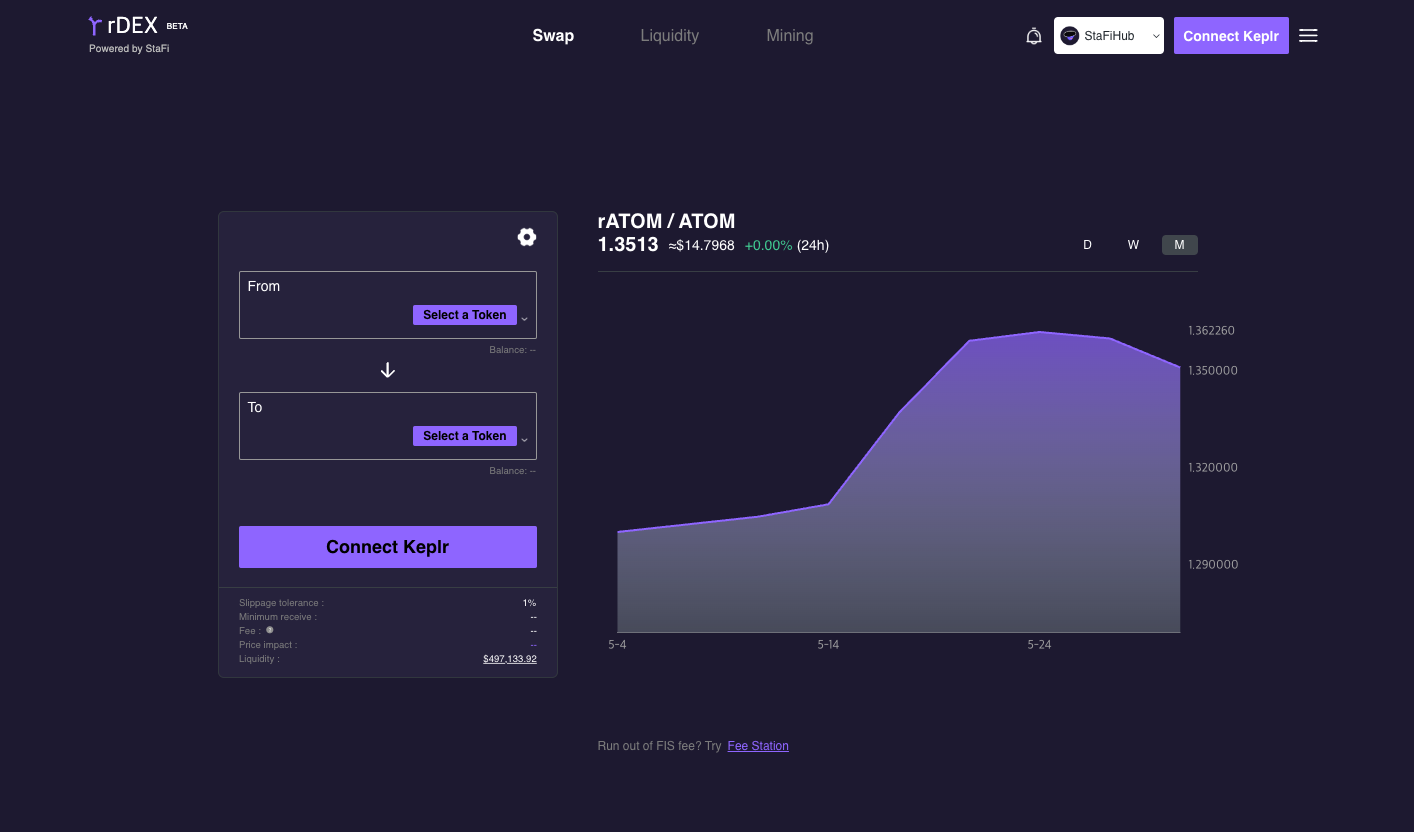 rDEX BETA
Powered by StaFi
Swap
Liquidity
Mining
StaFiHub
Connect Keplr
From
Select a Token
Balance: --
To
Select a Token
Balance: --
Connect Keplr
Slippage tolerance : 1%
Minimum receive : --
Fee : --
Price impact : --
Liquidity : $497,133.92
rATOM / ATOM
1.3513 ≈$14.7968 +0.00% (24h)
D W M
1.362260
1.350000
1.320000
1.290000
5-4 5-14 5-24
Run out of FIS fee? Try Fee Station